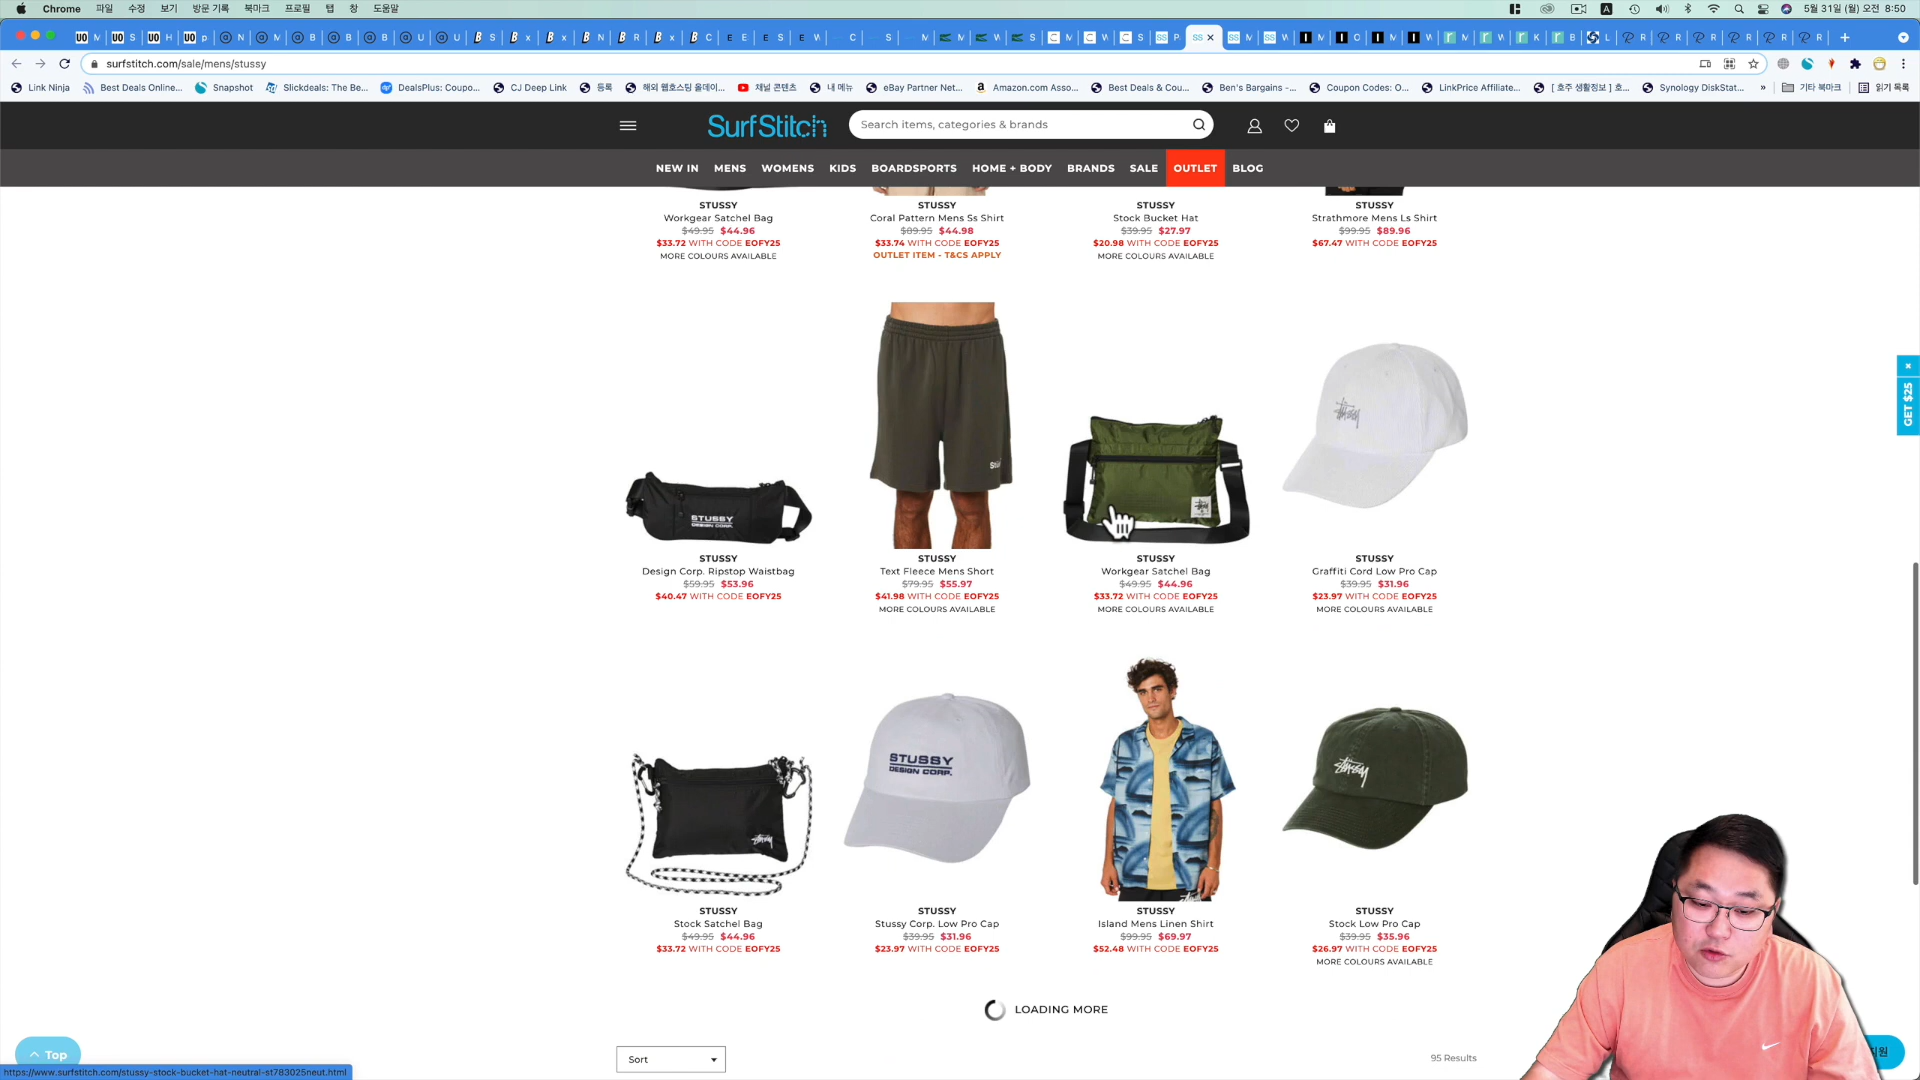 Chrome 파일 수정 보기 방문 기록 북마크 프로필 탭 창 도움말
A 5월 31일 (월) 오전 8:50
surfstitch.com/sale/mens/stussy
Link Ninja Best Deals Online... Snapshot Slickdeals: The Be... DealsPlus: Coupo... CJ Deep Link 등록 해외 웹호스팅 올데이... 채널 콘텐츠 내 메뉴 eBay Partner Net... Amazon.com Asso... Best Deals & Cou... Ben's Bargains -... Coupon Codes: O... LinkPrice Affiliate... [ 호주 생활정보 ] 호... Synology DiskStat... » 기타 북마크 읽기 목록
SurfStitch
Search items, categories & brands
NEW IN MENS WOMENS KIDS BOARDSPORTS HOME + BODY BRANDS SALE OUTLET BLOG
STUSSY
Workgear Satchel Bag
$49.95 $44.96
$33.72 WITH CODE EOFY25
MORE COLOURS AVAILABLE
STUSSY
Coral Pattern Mens Ss Shirt
$89.95 $44.98
$33.74 WITH CODE EOFY25
OUTLET ITEM - T&CS APPLY
STUSSY
Stock Bucket Hat
$39.95 $27.97
$20.98 WITH CODE EOFY25
MORE COLOURS AVAILABLE
STUSSY
Strathmore Mens Ls Shirt
$99.95 $89.96
$67.47 WITH CODE EOFY25
GET $25
STUSSY
DESIGN CORP.
STUSSY
Design Corp. Ripstop Waistbag
$59.95 $53.96
$40.47 WITH CODE EOFY25
STUSSY
Text Fleece Mens Short
$79.95 $55.97
$41.98 WITH CODE EOFY25
MORE COLOURS AVAILABLE
STUSSY
Workgear Satchel Bag
$49.95 $44.96
$33.72 WITH CODE EOFY25
MORE COLOURS AVAILABLE
STUSSY
Graffiti Cord Low Pro Cap
$39.95 $31.96
$23.97 WITH CODE EOFY25
MORE COLOURS AVAILABLE
STUSSY
DESIGN CORP.
STUSSY
Stock Satchel Bag
$49.95 $44.96
$33.72 WITH CODE EOFY25
STUSSY
Stussy Corp. Low Pro Cap
$39.95 $31.96
$23.97 WITH CODE EOFY25
STUSSY
Island Mens Linen Shirt
$99.95 $69.97
$52.48 WITH CODE EOFY25
STUSSY
Stock Low Pro Cap
$39.95 $35.96
$26.97 WITH CODE EOFY25
MORE COLOURS AVAILABLE
LOADING MORE
Top
Sort
95 Results
https://www.surfstitch.com/stussy-stock-bucket-hat-neutral-st783025neut.html